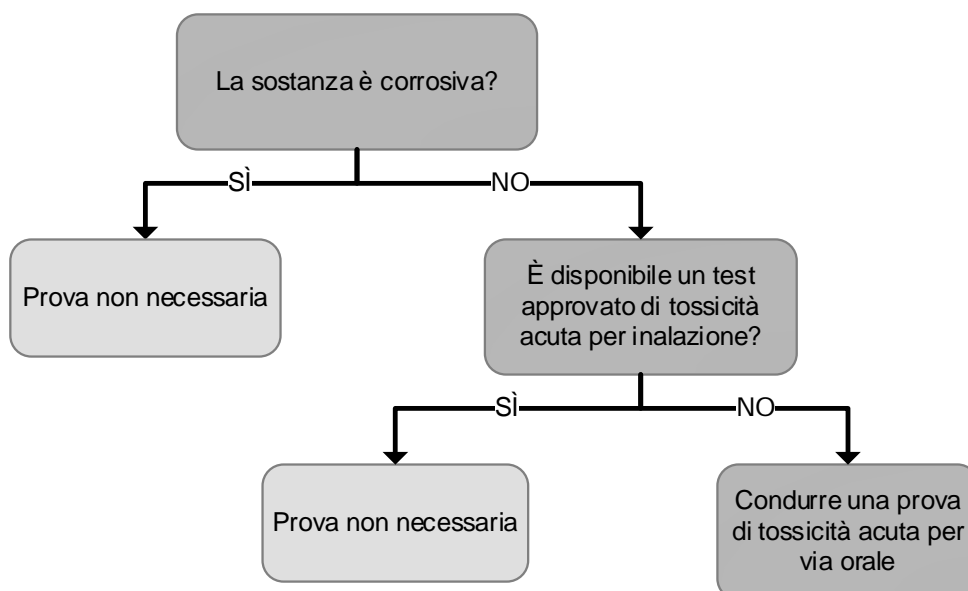 La sostanza è corrosiva?
SÌ
NO
Prova non necessaria
È disponibile un test
approvato di tossicità
acuta per inalazione?
SÌ
NO
Prova non necessaria
Condurre una prova
di tossicità acuta per
via orale